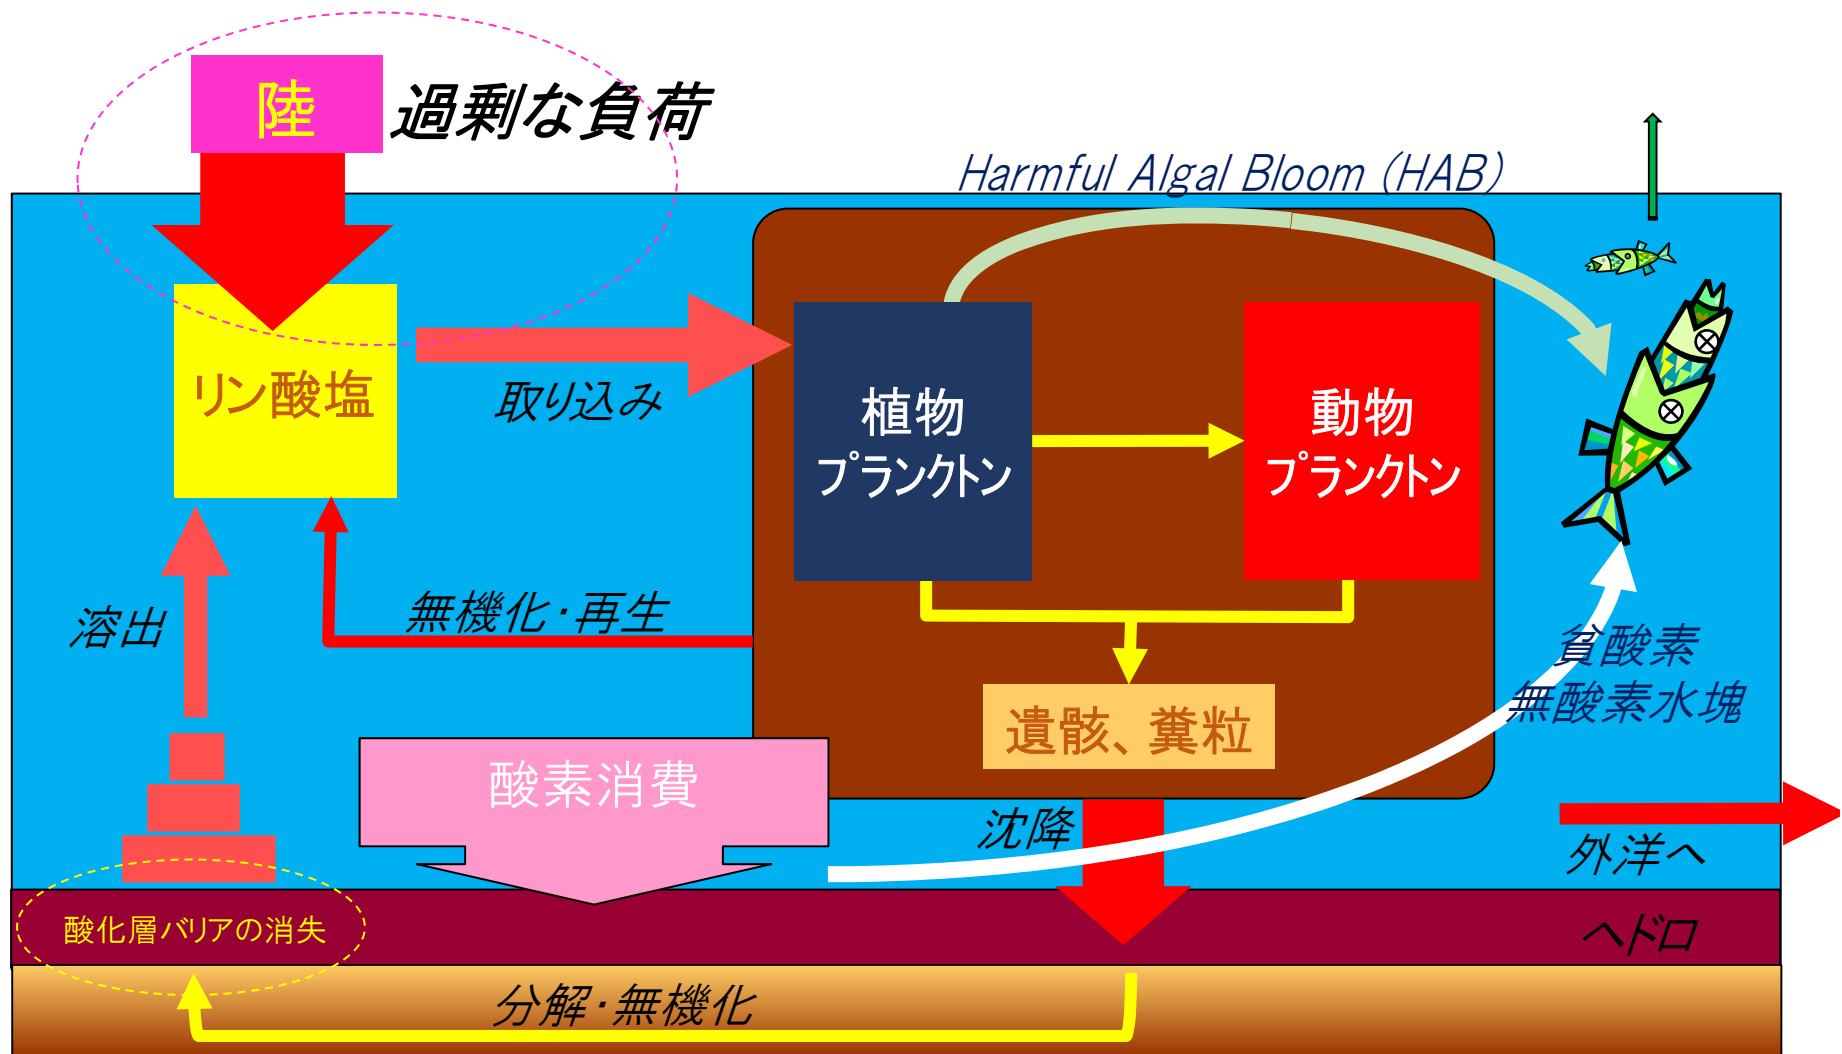 陸
過剰な負荷
Harmful Algal Bloom (HAB)
リン酸塩
取り込み
植物
プランクトン
動物
プランクトン
溶出
無機化・再生
貧酸素
無酸素水塊
遺骸、糞粒
酸素消費
沈降
外洋へ
酸化層バリアの消失
ヘドロ
分解・無機化